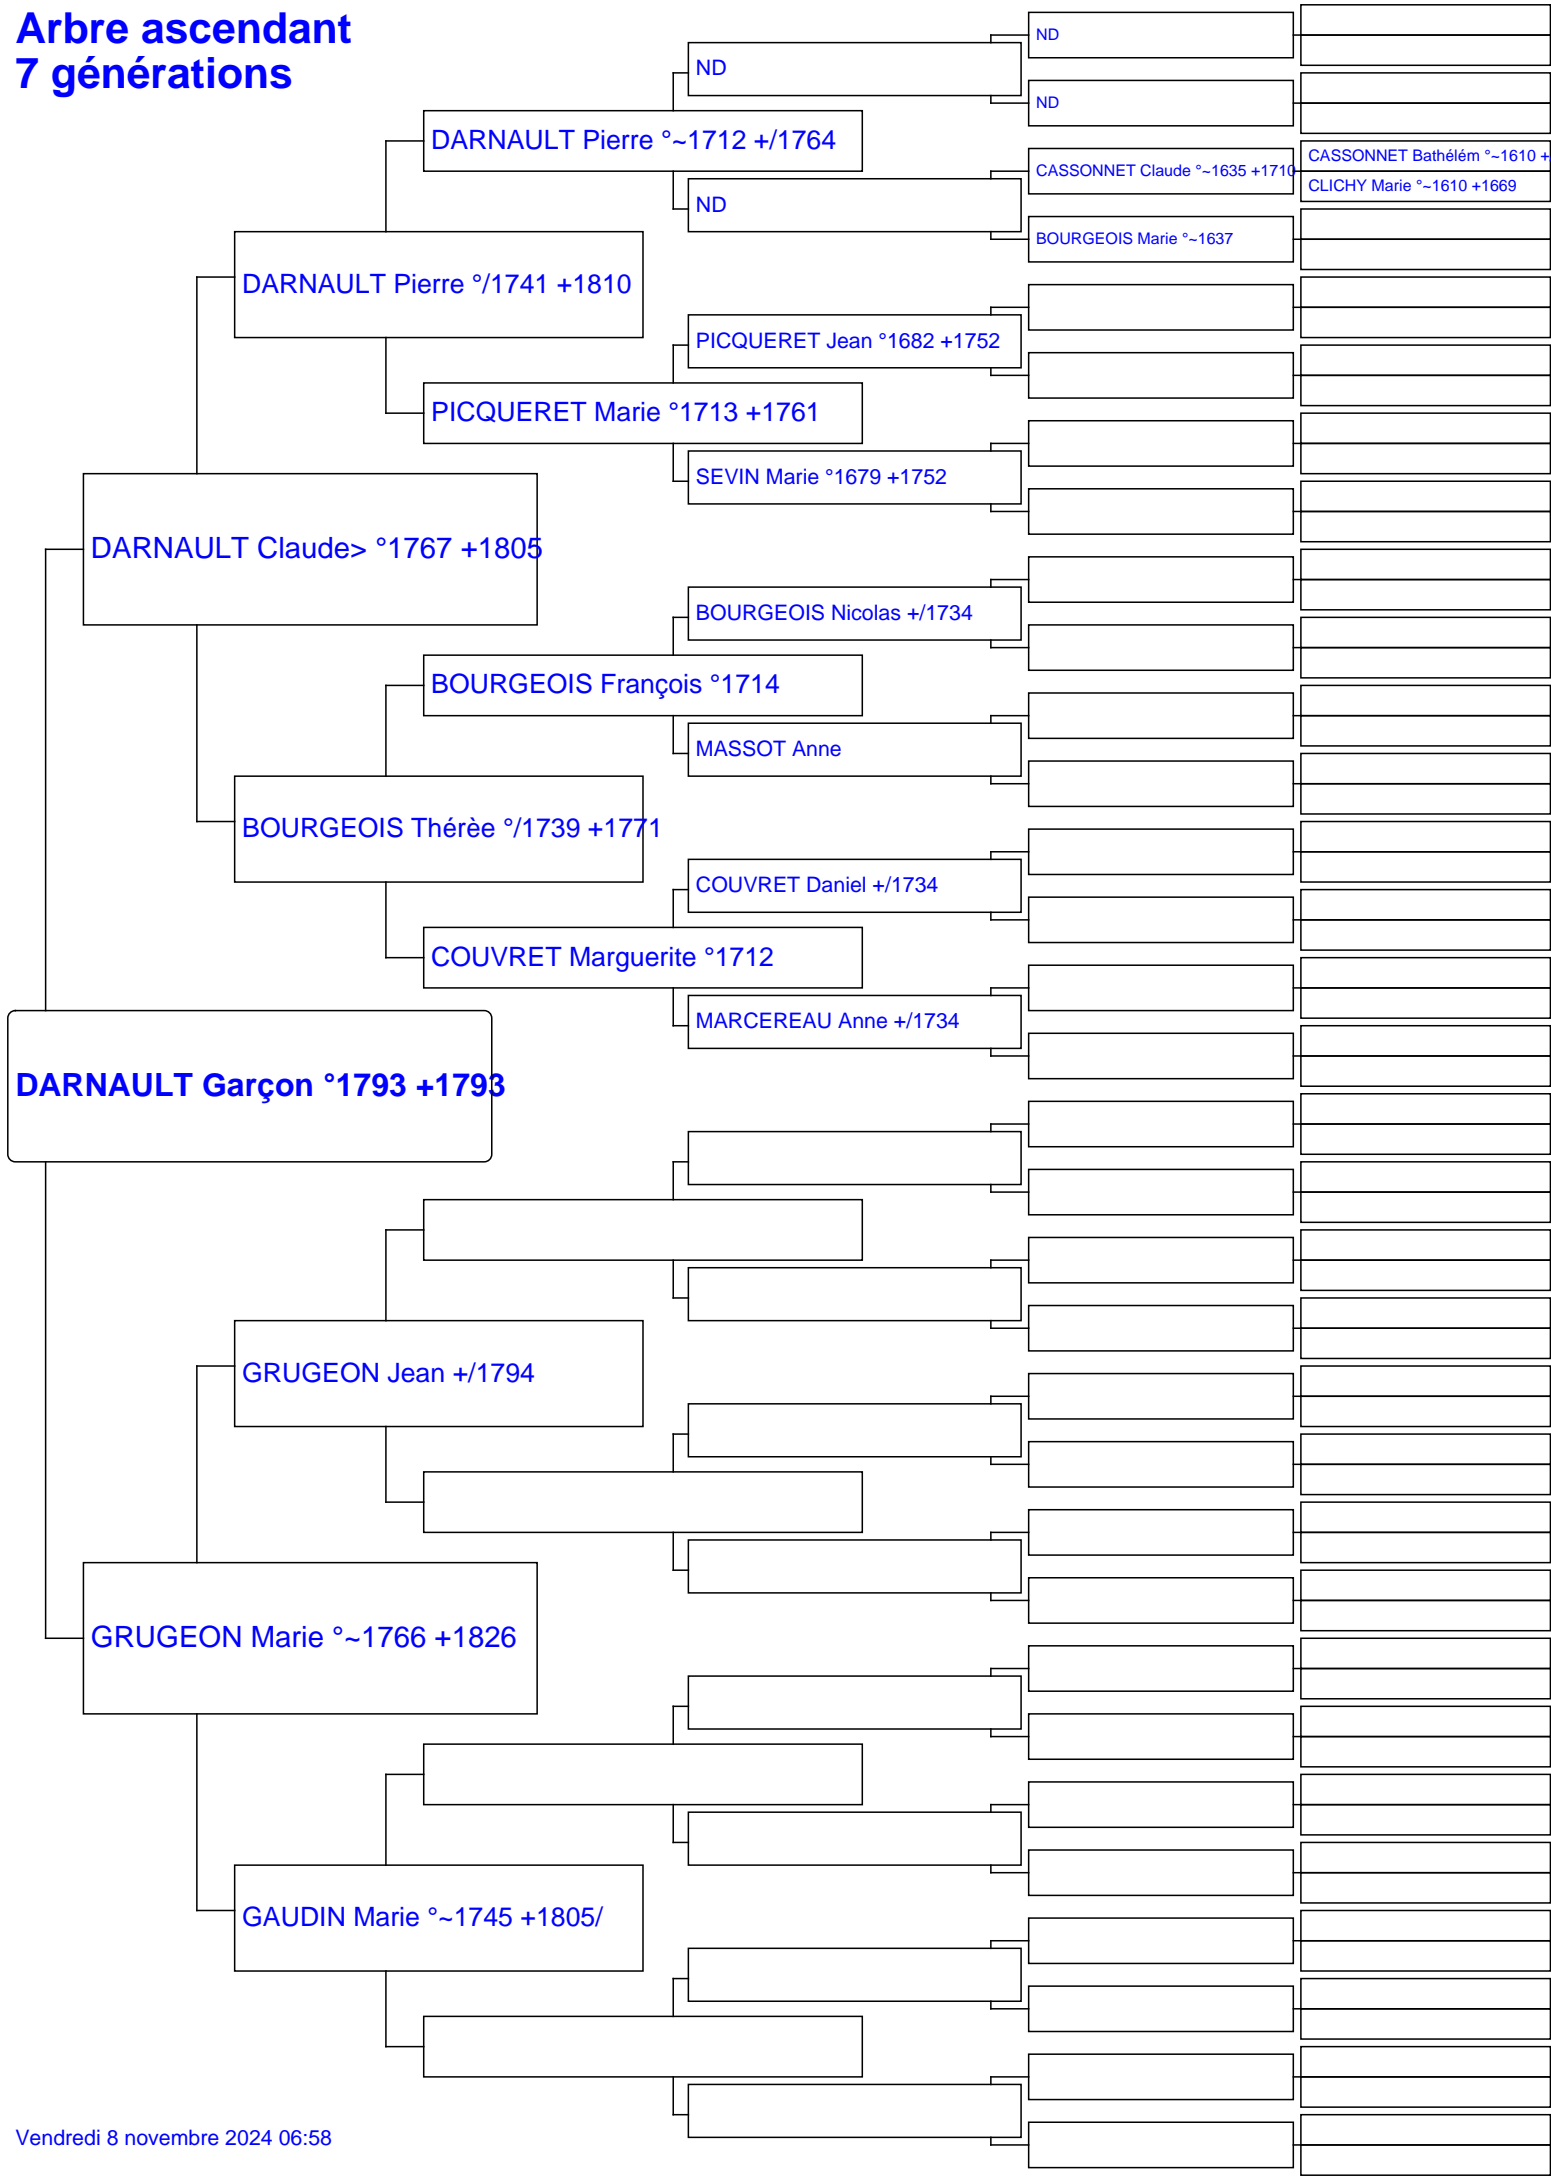 Arbre ascendant
7 générations
ND
ND
ND
DARNAULT Pierre °~1712 +/1764
CASSONNET Bathélém °~1610 +
CASSONNET Claude °~1635 +1710
CLICHY Marie °~1610 +1669
ND
BOURGEOIS Marie °~1637
DARNAULT Pierre °/1741 +1810
PICQUERET Jean °1682 +1752
PICQUERET Marie °1713 +1761
SEVIN Marie °1679 +1752
DARNAULT Claude> °1767 +1805
BOURGEOIS Nicolas +/1734
BOURGEOIS François °1714
MASSOT Anne
BOURGEOIS Thérèe °/1739 +1771
COUVRET Daniel +/1734
COUVRET Marguerite °1712
MARCEREAU Anne +/1734
DARNAULT Garçon °1793 +1793
GRUGEON Jean +/1794
GRUGEON Marie °~1766 +1826
GAUDIN Marie °~1745 +1805/
Vendredi 8 novembre 2024 06:58